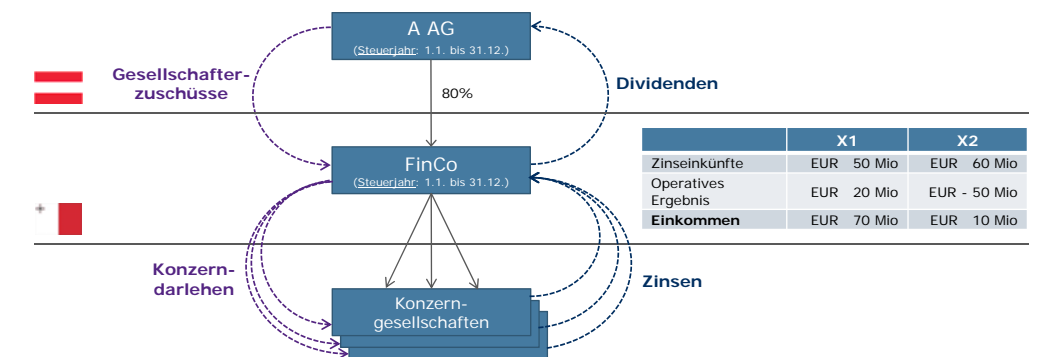 A AG
(Steuerjahr: 1.1. bis 31.12.)
Gesellschafter-
zuschüsse
80%
Dividenden
FinCo
(Steuerjahr: 1.1. bis 31.12.)
X1 X2
Zinseinkünfte EUR 50 Mio EUR 60 Mio
Operatives
Ergebnis EUR 20 Mio EUR - 50 Mio
Einkommen EUR 70 Mio EUR 10 Mio
Konzern-
darlehen
Zinsen
Konzern-
gesellschaften